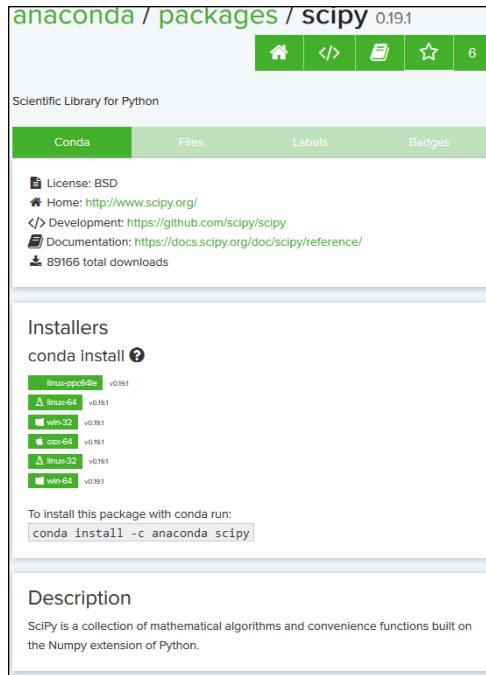 anaconda / packages / scipy 0.19.1
</> 6
Scientific Library for Python
Conda Files Labels Badges
License: BSD
Home: http://www.scipy.org/
</> Development: https://github.com/scipy/scipy
Documentation: https://docs.scipy.org/doc/scipy/reference/
89166 total downloads
Installers
conda install ?
linux-ppc64le v0.19.1
linux-64 v0.19.1
win-32 v0.19.1
osx-64 v0.19.1
linux-32 v0.19.1
win-64 v0.19.1
To install this package with conda run:
conda install -c anaconda scipy
Description
SciPy is a collection of mathematical algorithms and convenience functions built on
the Numpy extension of Python.